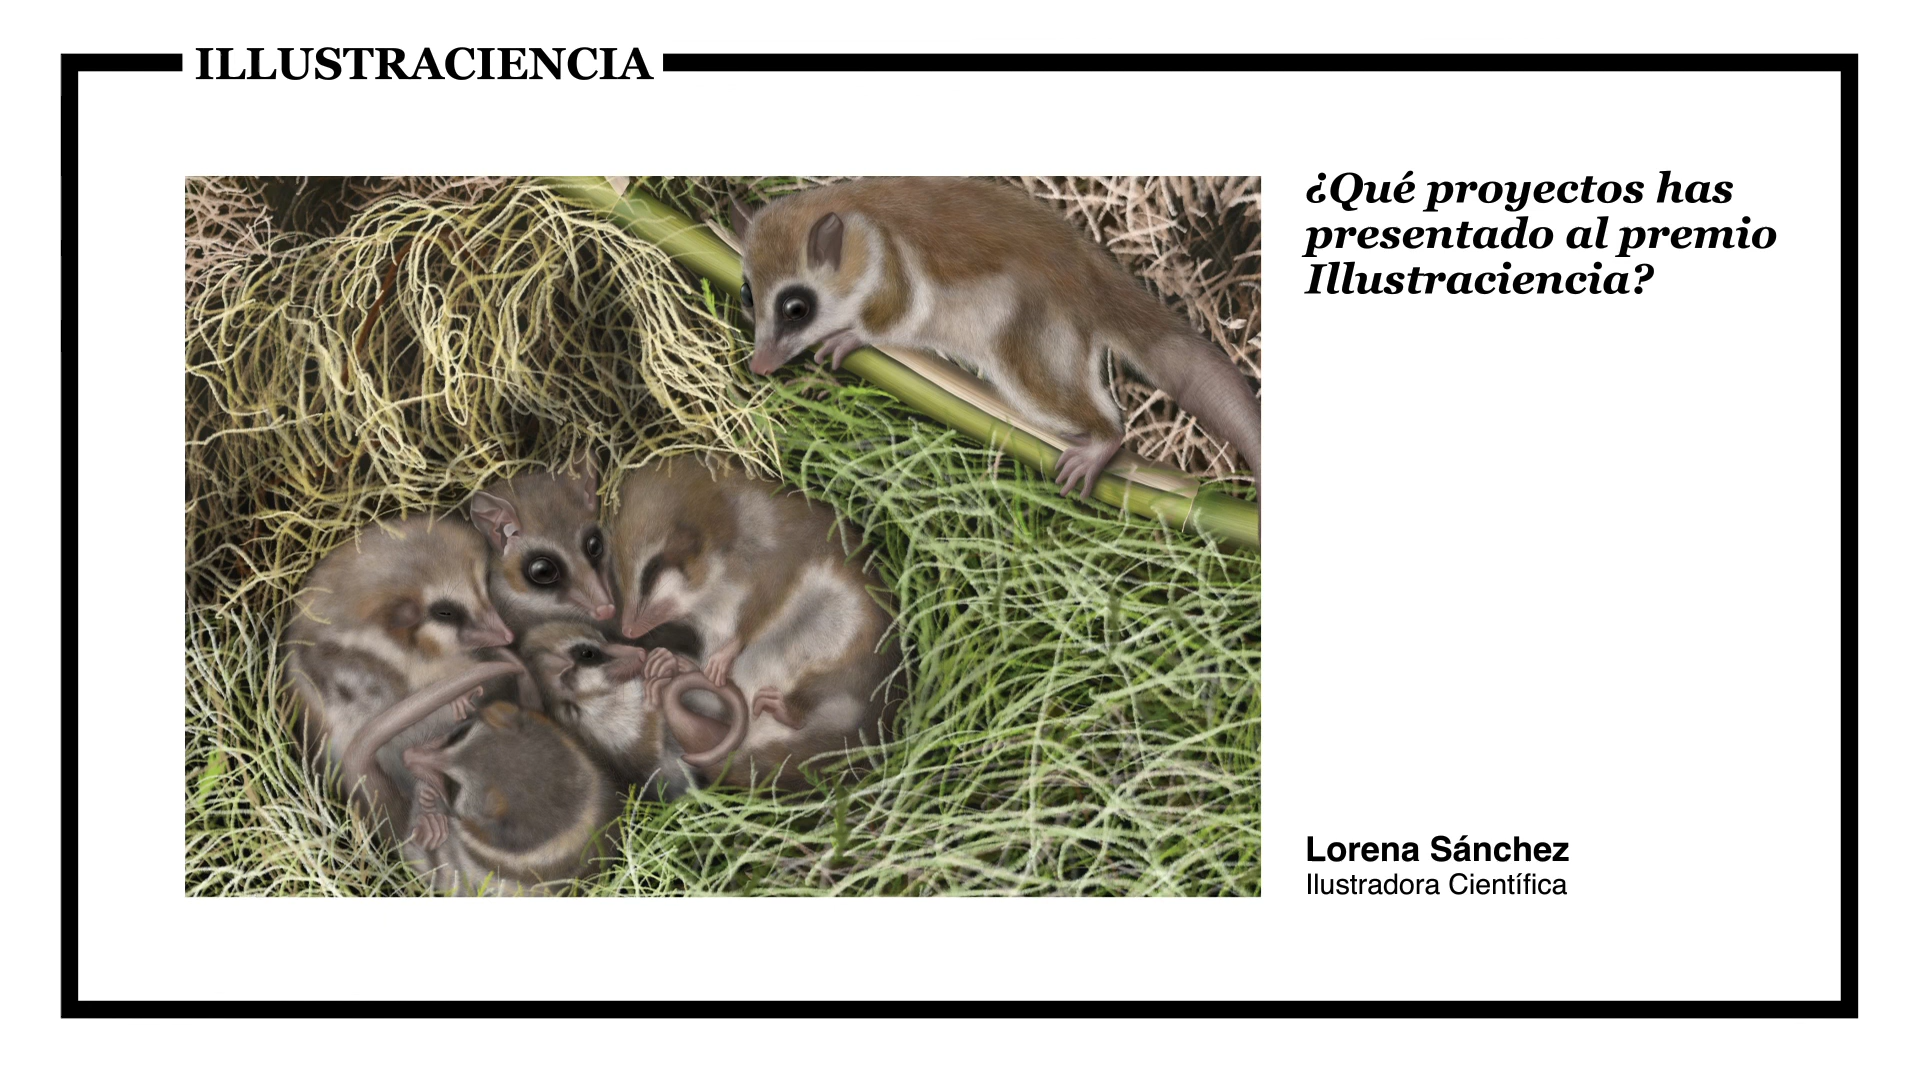 ILLUSTRACIENCIA
¿Qué proyectos has
presentado al premio
Illustraciencia?
Lorena Sánchez
Ilustradora Científica